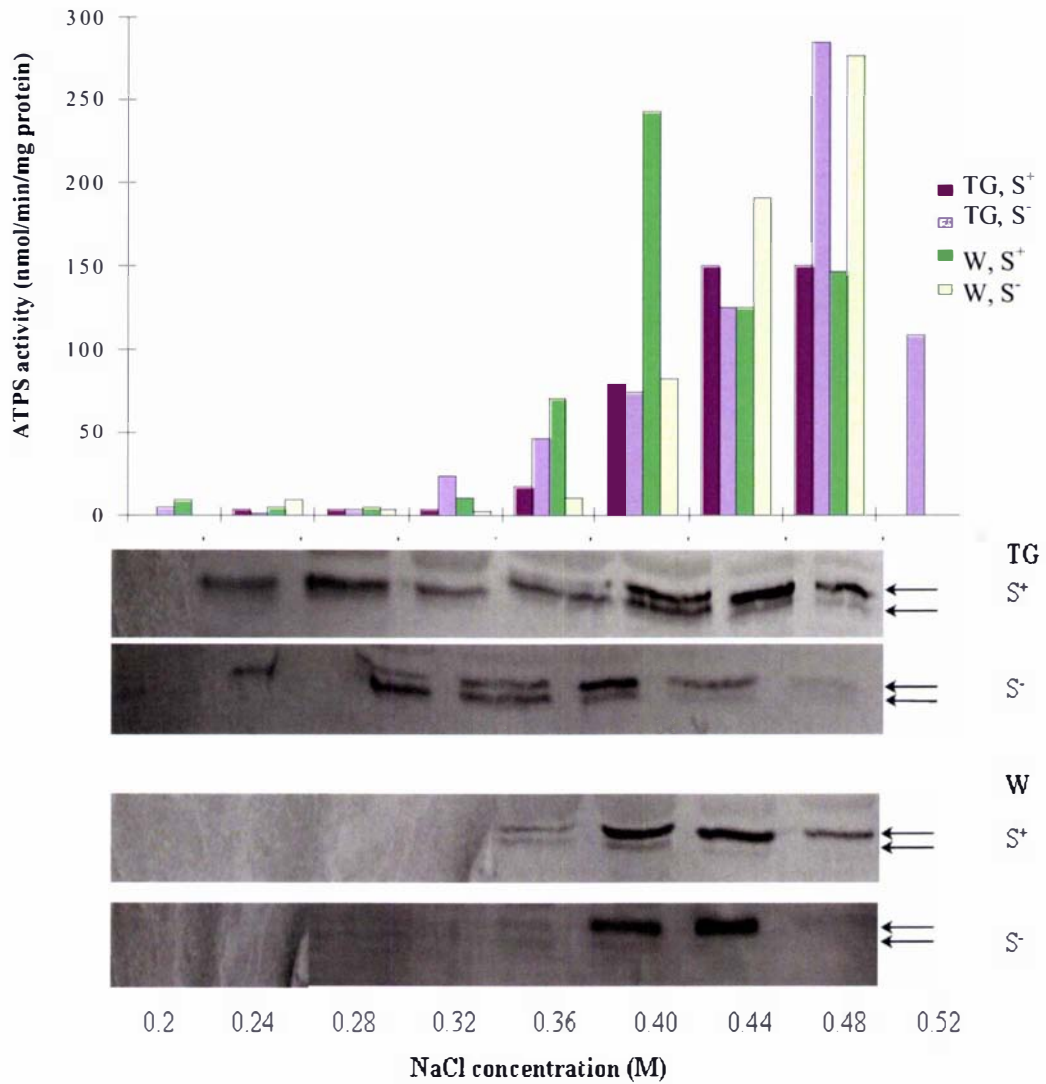 300
250
200
150
100
50
0
ATPS activity (nmol/min/mg protein)
TG, S⁺
TG, S⁻
W, S⁺
W, S⁻
TG
S⁺
S⁻
W
S⁺
S⁻
0.2 0.24 0.28 0.32 0.36 0.40 0.44 0.48 0.52
NaCl concentration (M)